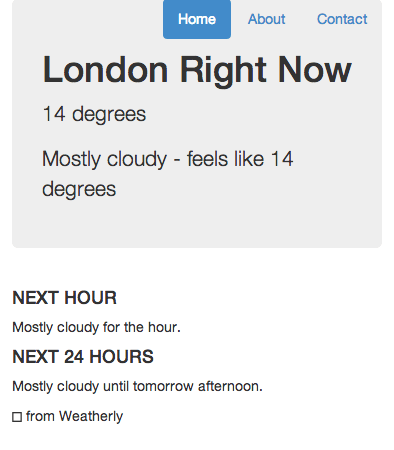 Home About Contact
London Right Now
14 degrees
Mostly cloudy - feels like 14
degrees
NEXT HOUR
Mostly cloudy for the hour.
NEXT 24 HOURS
Mostly cloudy until tomorrow afternoon.
□ from Weatherly